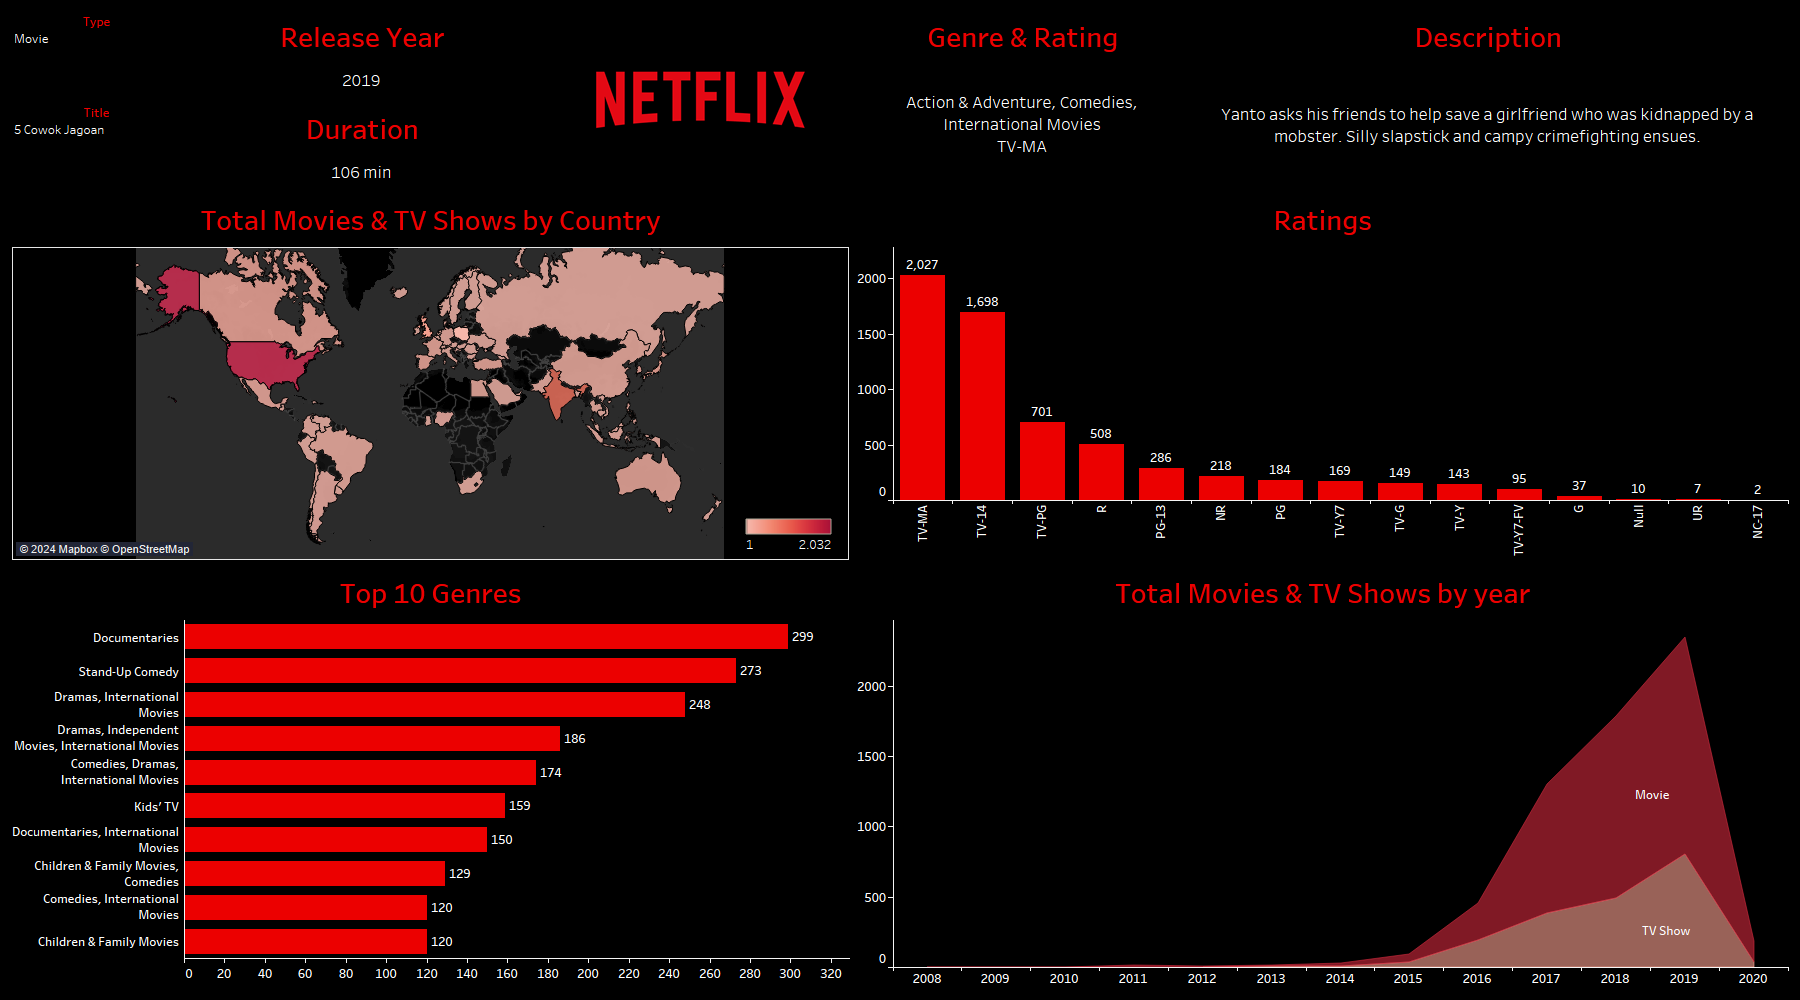 Type
Movie
Title
5 Cowok Jagoan
Release Year
2019
Duration
106 min
NETFLIX
Genre & Rating
Action & Adventure, Comedies,
International Movies
TV-MA
Description
Yanto asks his friends to help save a girlfriend who was kidnapped by a
mobster. Silly slapstick and campy crimefighting ensues.
Total Movies & TV Shows by Country
© 2024 Mapbox © OpenStreetMap
1 2.032
Ratings
2000
1500
1000
500
0
2,027
1,698
701
508
286
218
184
169
149
143
95
37
10
7
2
TV-MA
TV-14
TV-PG
R
PG-13
NR
PG
TV-Y7
TV-G
TV-Y
TV-Y7-FV
G
Null
UR
NC-17
Top 10 Genres
Documentaries 299
Stand-Up Comedy 273
Dramas, International
Movies 248
Dramas, Independent
Movies, International Movies 186
Comedies, Dramas,
International Movies 174
Kids’ TV 159
Documentaries, International
Movies 150
Children & Family Movies,
Comedies 129
Comedies, International
Movies 120
Children & Family Movies 120
0 20 40 60 80 100 120 140 160 180 200 220 240 260 280 300 320
Total Movies & TV Shows by year
2000
1500
1000
500
0
Movie
TV Show
2008 2009 2010 2011 2012 2013 2014 2015 2016 2017 2018 2019 2020